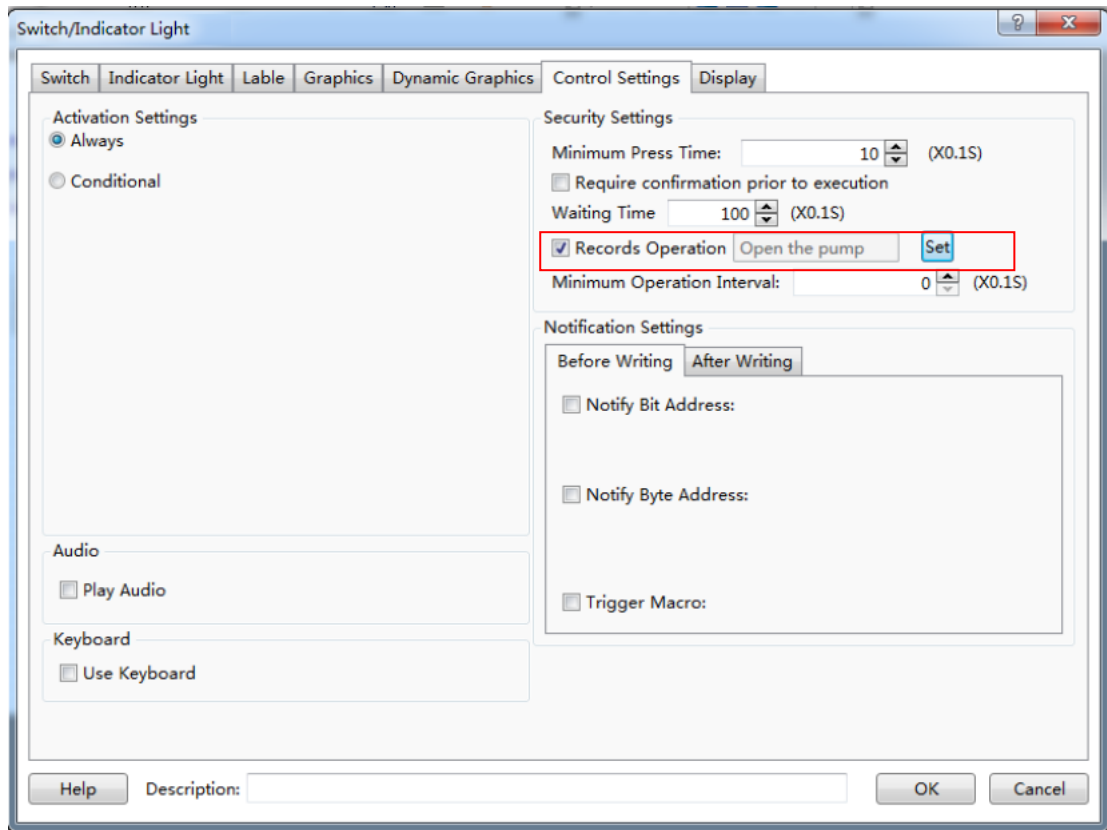 Switch/Indicator Light
Switch Indicator Light Lable Graphics Dynamic Graphics Control Settings Display
Activation Settings
Always
Conditional
Security Settings
Minimum Press Time: 10 (X0.1S)
Require confirmation prior to execution
Waiting Time 100 (X0.1S)
Records Operation Open the pump Set
Minimum Operation Interval: 0 (X0.1S)
Notification Settings
Before Writing After Writing
Notify Bit Address:
Notify Byte Address:
Trigger Macro:
Audio
Play Audio
Keyboard
Use Keyboard
Help Description: OK Cancel